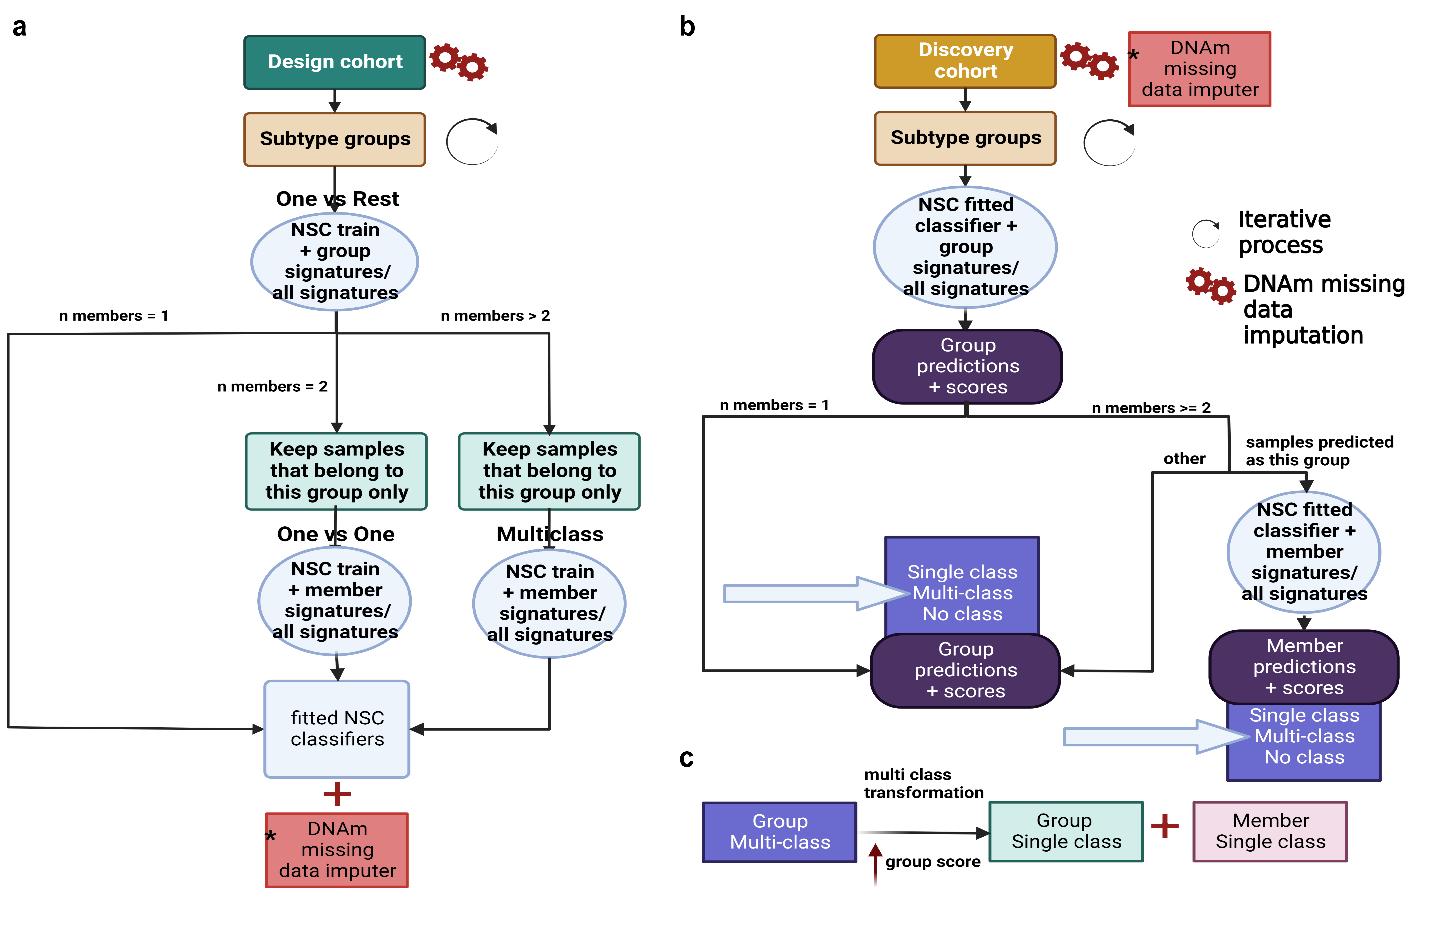 a
Design cohort
Subtype groups
One vs Rest
NSC train
+ group
signatures/
all signatures
n members = 1
n members > 2
n members = 2
Keep samples
that belong to
this group only
Keep samples
that belong to
this group only
One vs One
Multiclass
NSC train
+ member
signatures/
all signatures
NSC train
+ member
signatures/
all signatures
fitted NSC
classifiers
+
*
DNAm
missing
data imputer
b
Discovery
cohort
*
DNAm
missing
data imputer
Subtype groups
NSC fitted
classifier +
group
signatures/
all signatures
Iterative
process
DNAm missing
data
imputation
Group
predictions
+ scores
n members = 1
n members >= 2
other
samples predicted
as this group
NSC fitted
classifier +
member
signatures/
all signatures
Single class
Multi-class
No class
Group
predictions
+ scores
Member
predictions
+ scores
Single class
Multi-class
No class
c
Group
Multi-class
multi class
transformation
group score
Group
Single class
+
Member
Single class